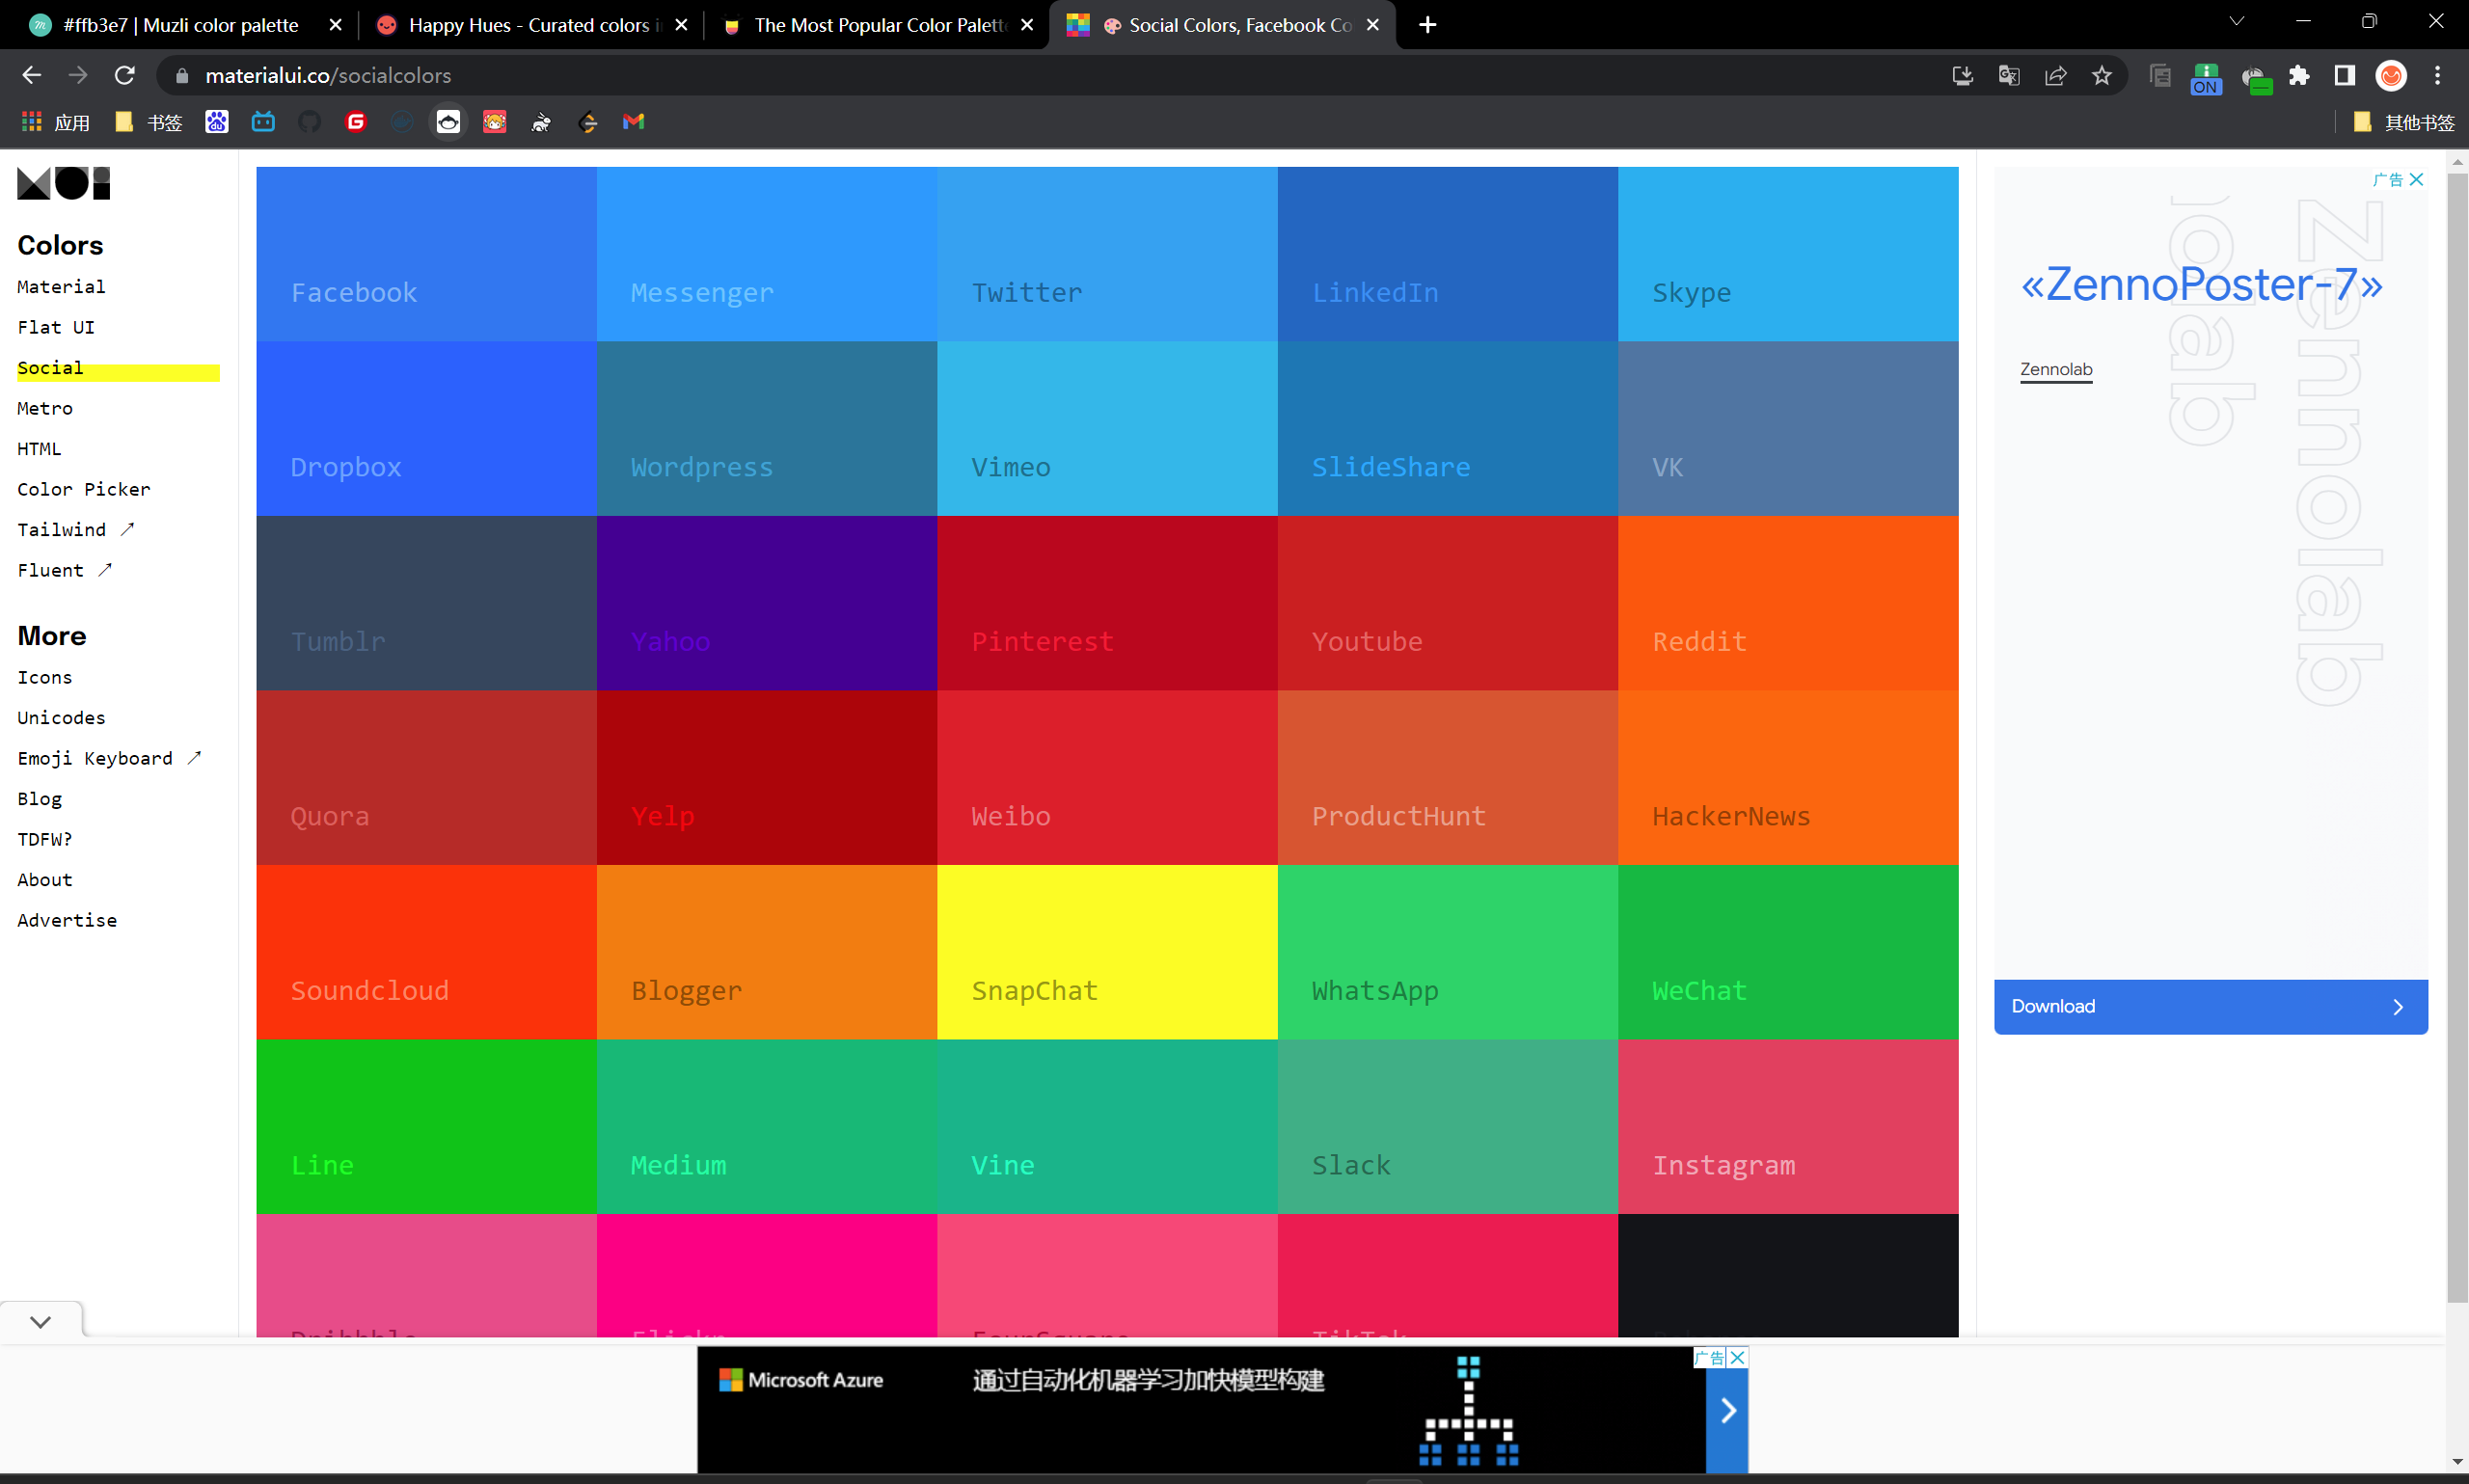 #ffb3e7 | Muzli color palette
Happy Hues - Curated colors i
The Most Popular Color Palett
Social Colors, Facebook Co
materialui.co/socialcolors
ON
应用
书签
其他书签
Colors
Material
Flat UI
Social
Metro
HTML
Color Picker
Tailwind ↗
Fluent ↗
More
Icons
Unicodes
Emoji Keyboard ↗
Blog
TDFW?
About
Advertise
Facebook
Messenger
Twitter
LinkedIn
Skype
Dropbox
Wordpress
Vimeo
SlideShare
VK
Tumblr
Yahoo
Pinterest
Youtube
Reddit
Quora
Yelp
Weibo
ProductHunt
HackerNews
Soundcloud
Blogger
SnapChat
WhatsApp
WeChat
Line
Medium
Vine
Slack
Instagram
Dribbble
Flickr
FourSquare
TikTok
广告
Zennolab
«ZennoPoster-7»
Zennolab
Download
Microsoft Azure
通过自动化机器学习加快模型构建
广告